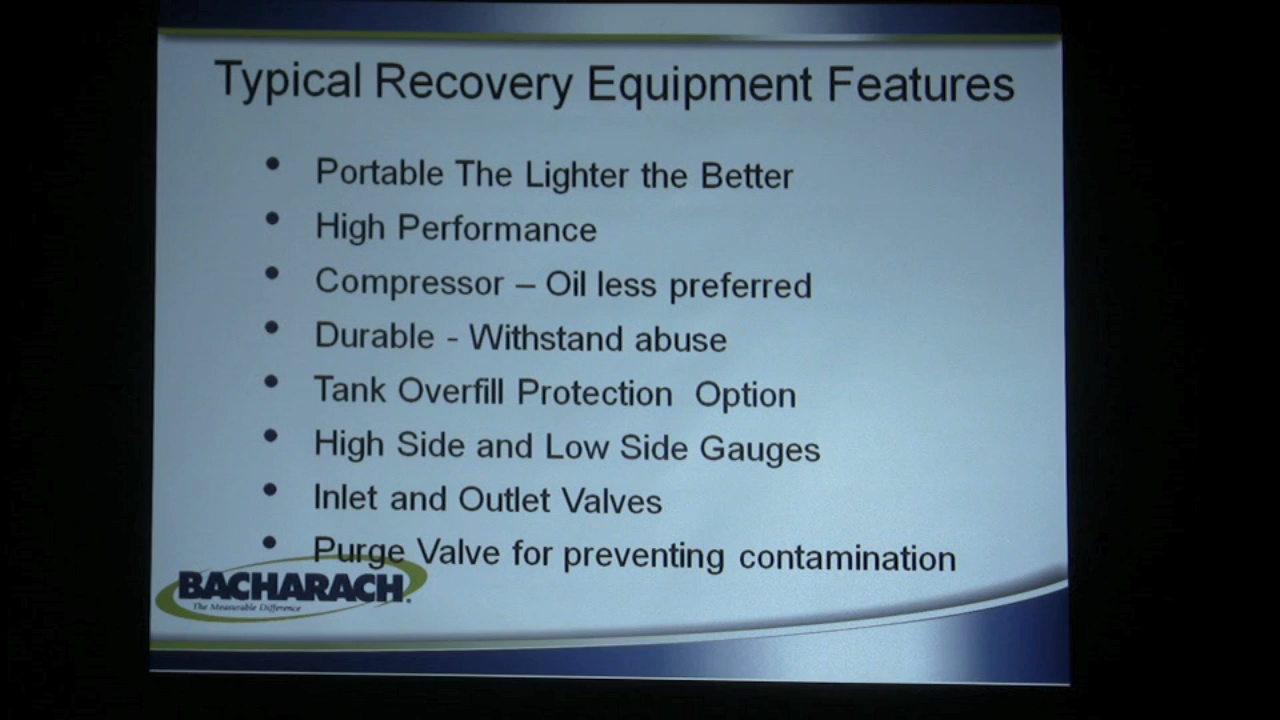 Typical Recovery Equipment Features
• Portable The Lighter the Better
• High Performance
• Compressor – Oil less preferred
• Durable - Withstand abuse
• Tank Overfill Protection Option
• High Side and Low Side Gauges
• Inlet and Outlet Valves
• Purge Valve for preventing contamination
BACHARACH.
The Measurable Difference